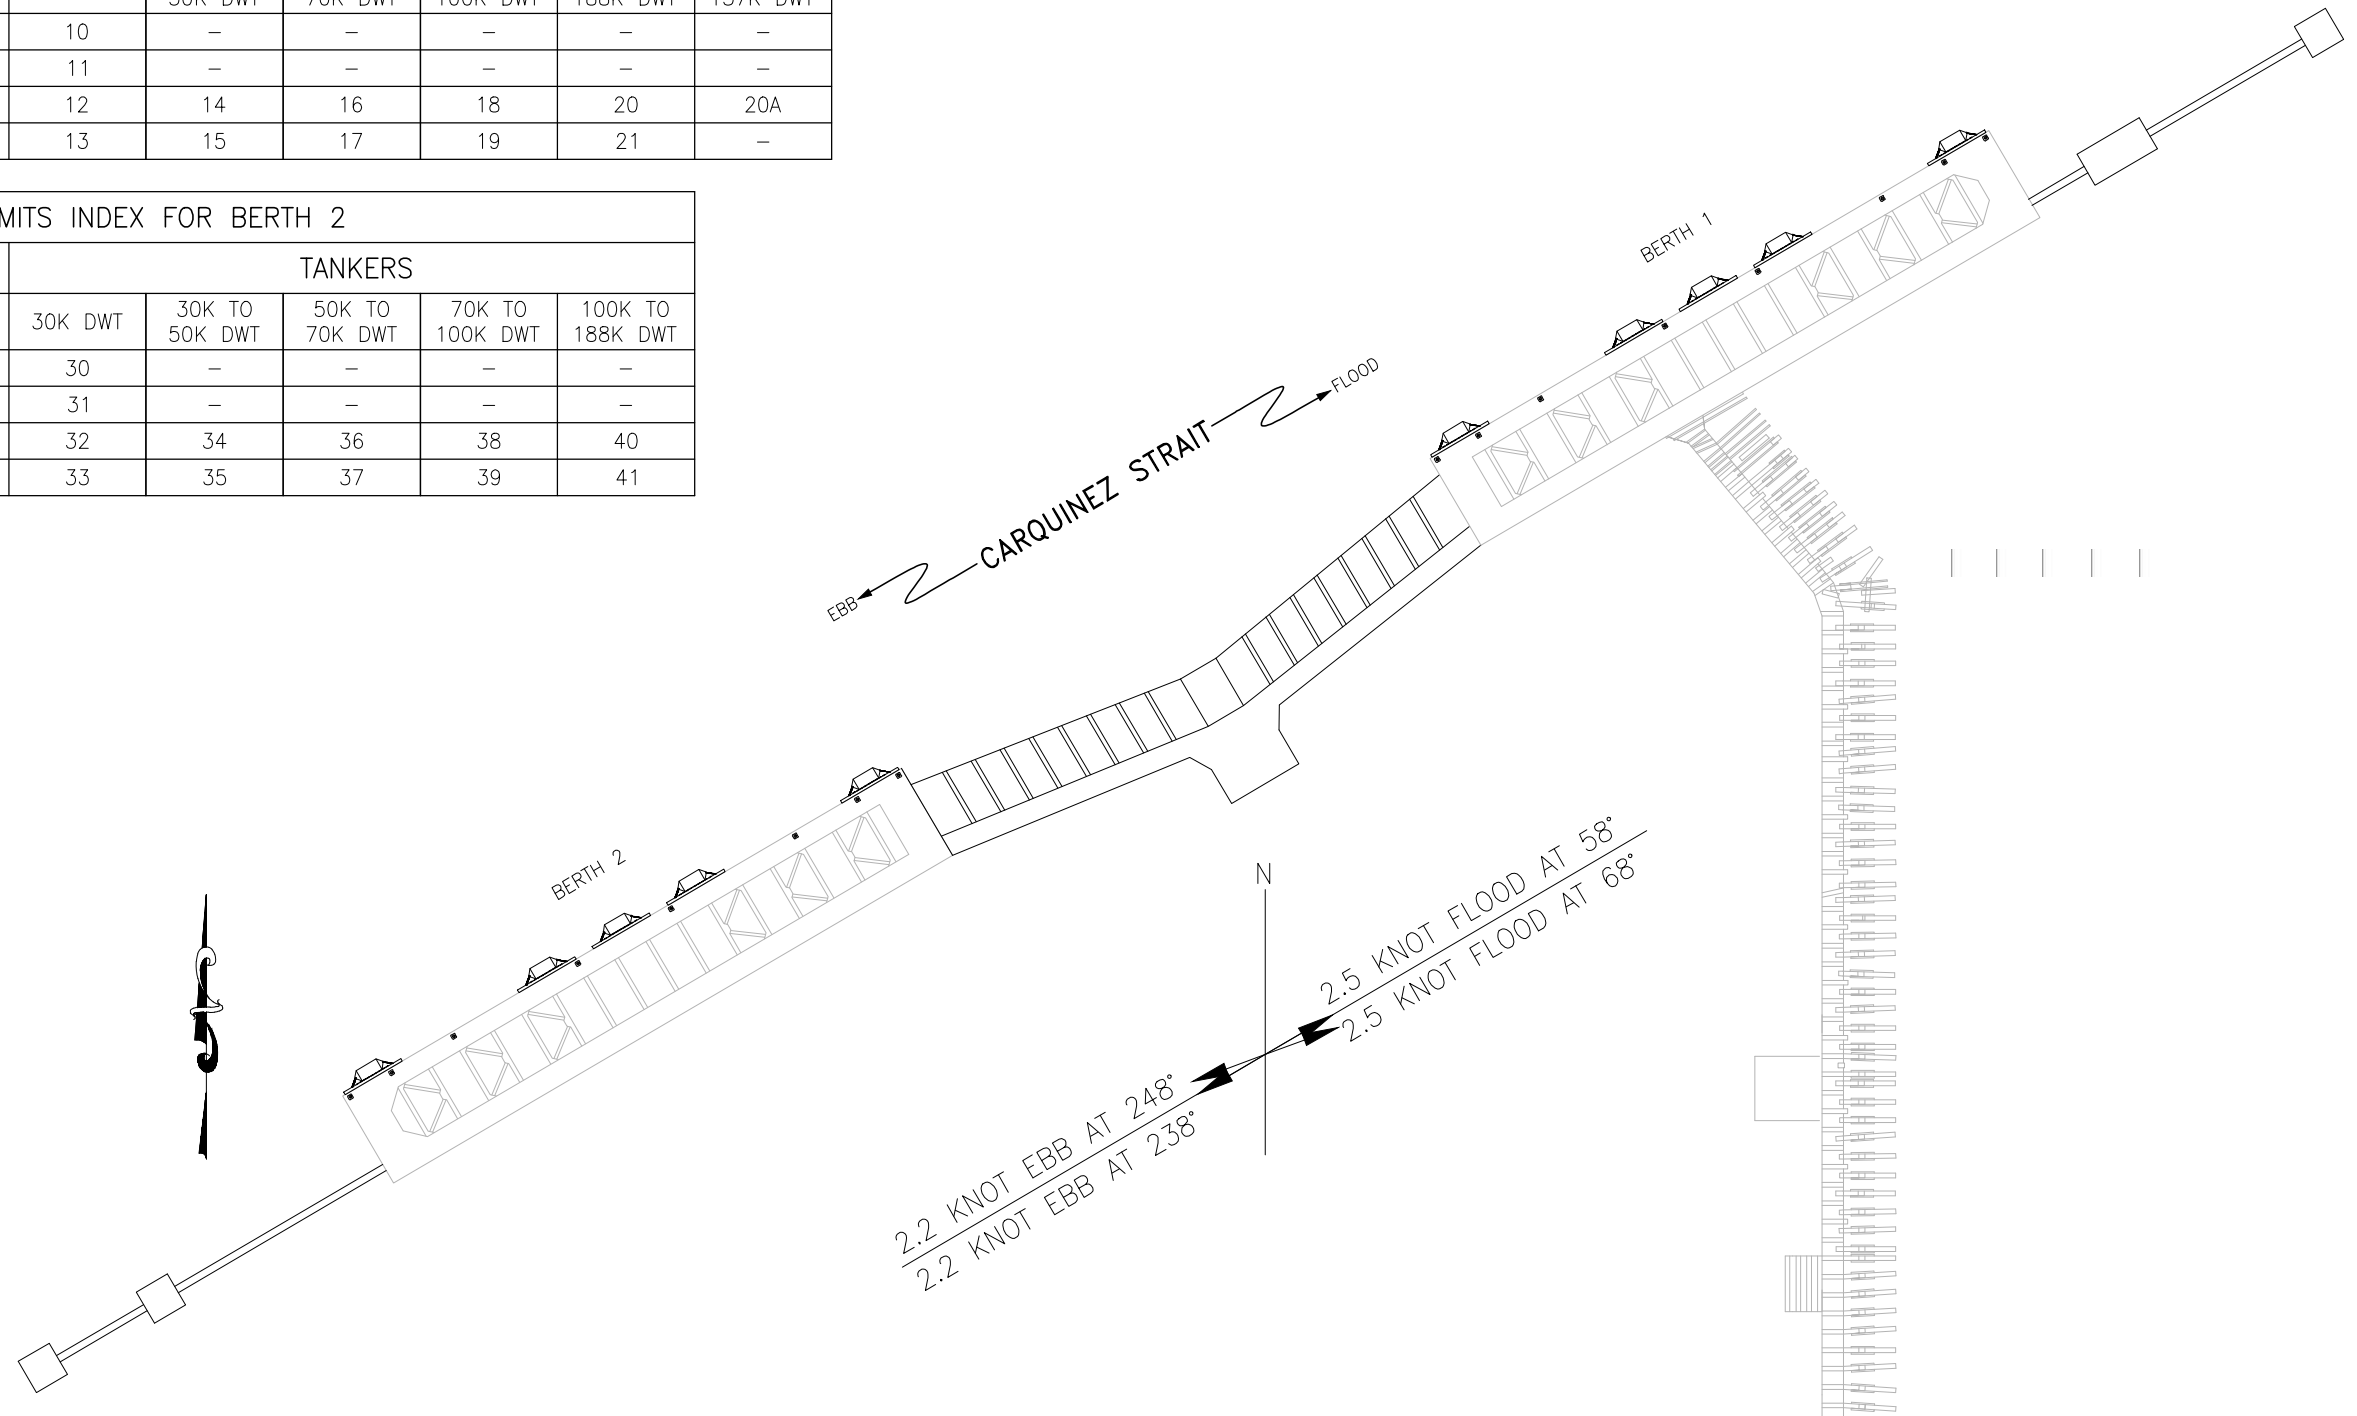 10 – – – – –
11 – – – – –
12 14 16 18 20 20A
13 15 17 19 21 –
MITS INDEX FOR BERTH 2
TANKERS
30K DWT 30K TO 50K DWT 50K TO 70K DWT 70K TO 100K DWT 100K TO 188K DWT
30 – – – –
31 – – – –
32 34 36 38 40
33 35 37 39 41
BERTH 1
FLOOD
CARQUINEZ STRAIT
EBB
BERTH 2
N
2.5 KNOT FLOOD AT 58°
2.5 KNOT FLOOD AT 68°
2.2 KNOT EBB AT 248°
2.2 KNOT EBB AT 238°